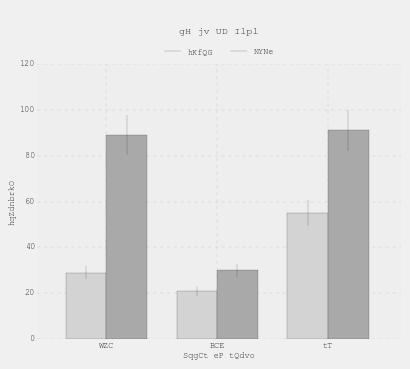 gH jv UD Ilpl
hKfQG NYNe
120
100
80
60
40
20
0
hqZdnbrkO
WZC BCE tT
SqgCt eP tQdvo